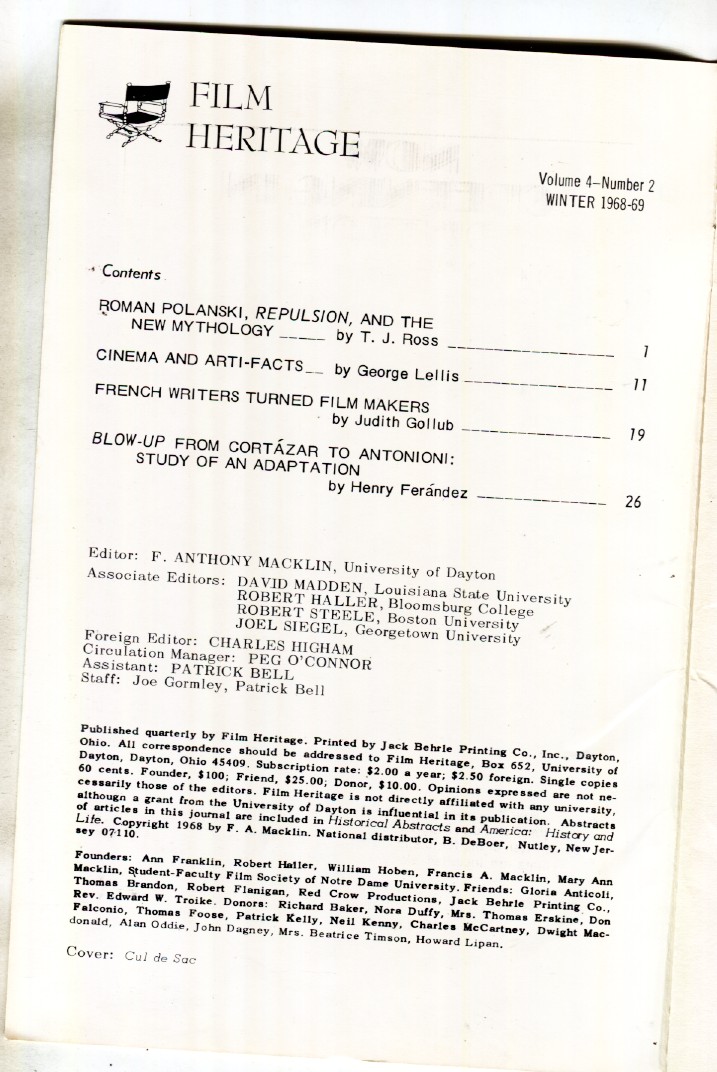 FILM
HERITAGE
Volume 4–Number 2
WINTER 1968-69
Contents
ROMAN POLANSKI, REPULSION, AND THE
NEW MYTHOLOGY _____ by T. J. Ross ____________________ 1
CINEMA AND ARTI-FACTS__ by George Lellis __________________ 11
FRENCH WRITERS TURNED FILM MAKERS
by Judith Gollub __________________ 19
BLOW-UP FROM CORTÁZAR TO ANTONIONI:
STUDY OF AN ADAPTATION
by Henry Ferández ________________ 26
Editor: F. ANTHONY MACKLIN, University of Dayton
Associate Editors: DAVID MADDEN, Louisiana State University
ROBERT HALLER, Bloomsburg College
ROBERT STEELE, Boston University
JOEL SIEGEL, Georgetown University
Foreign Editor: CHARLES HIGHAM
Circulation Manager: PEG O'CONNOR
Assistant: PATRICK BELL
Staff: Joe Gormley, Patrick Bell
Published quarterly by Film Heritage. Printed by Jack Behrle Printing Co., Inc., Dayton,
Ohio. All correspondence should be addressed to Film Heritage, Box 652, University of
Dayton, Dayton, Ohio 45409. Subscription rate: $2.00 a year; $2.50 foreign. Single copies
60 cents. Founder, $100; Friend, $25.00; Donor, $10.00. Opinions expressed are not ne-
cessarily those of the editors. Film Heritage is not directly affiliated with any university,
although a grant from the University of Dayton is influential in its publication. Abstracts
of articles in this journal are included in Historical Abstracts and America: History and
Life. Copyright 1968 by F. A. Macklin. National distributor, B. DeBoer, Nutley, New Jer-
sey 07110.
Founders: Ann Franklin, Robert Haller, William Hoben, Francis A. Macklin, Mary Ann
Macklin, Student-Faculty Film Society of Notre Dame University. Friends: Gloria Anticoli,
Thomas Brandon, Robert Flanigan, Red Crow Productions, Jack Behrle Printing Co.,
Rev. Edward W. Troike. Donors: Richard Baker, Nora Duffy, Mrs. Thomas Erskine, Don
Falconio, Thomas Foose, Patrick Kelly, Neil Kenny, Charles McCartney, Dwight Mac-
donald, Alan Oddie, John Dagney, Mrs. Beatrice Timson, Howard Lipan.
Cover: Cul de Sac